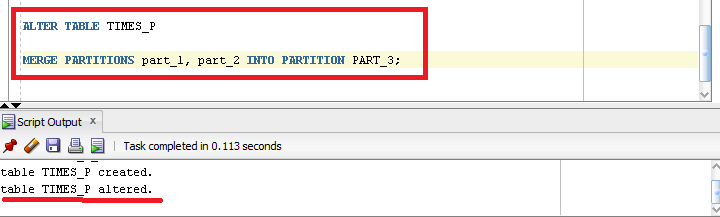 ALTER TABLE TIMES_P
MERGE PARTITIONS part_1, part_2 INTO PARTITION PART_3;
Script Output x
Task completed in 0.113 seconds
table TIMES_P created.
table TIMES_P altered.